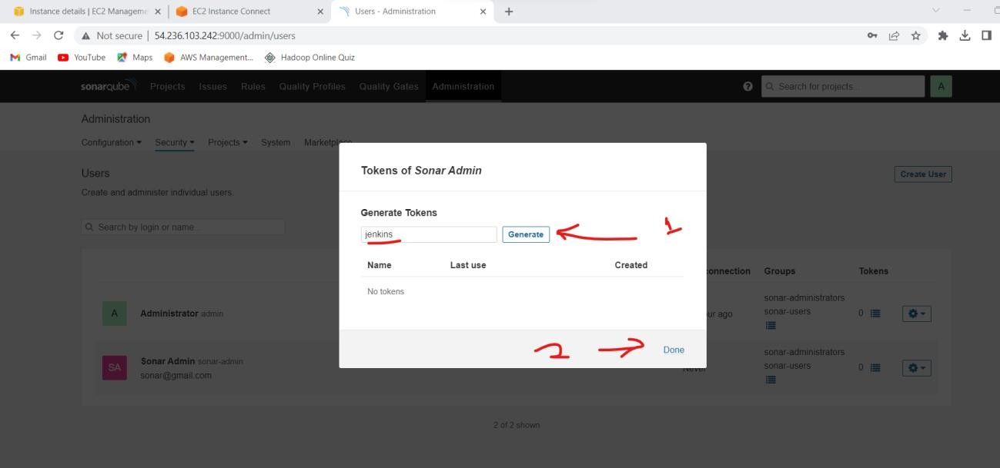 Instance details | EC2 Manageme
EC2 Instance Connect
Users - Administration
Not secure | 54.236.103.242:9000/admin/users
Gmail YouTube Maps AWS Management... Hadoop Online Quiz
sonarqube Projects Issues Rules Quality Profiles Quality Gates Administration Search for projects... A
Administration
Configuration Security Projects System Marketplace
Users
Create User
Create and administer individual users.
Search by login or name...
Tokens of Sonar Admin
Generate Tokens
jenkins Generate 1
Name Last use Created
No tokens
2 Done
connection Groups Tokens
A Administrator admin
ur ago
sonar-administrators
sonar-users
0
SA Sonar Admin sonar-admin
sonar@gmail.com
Never
sonar-administrators
sonar-users
0
2 of 2 shown